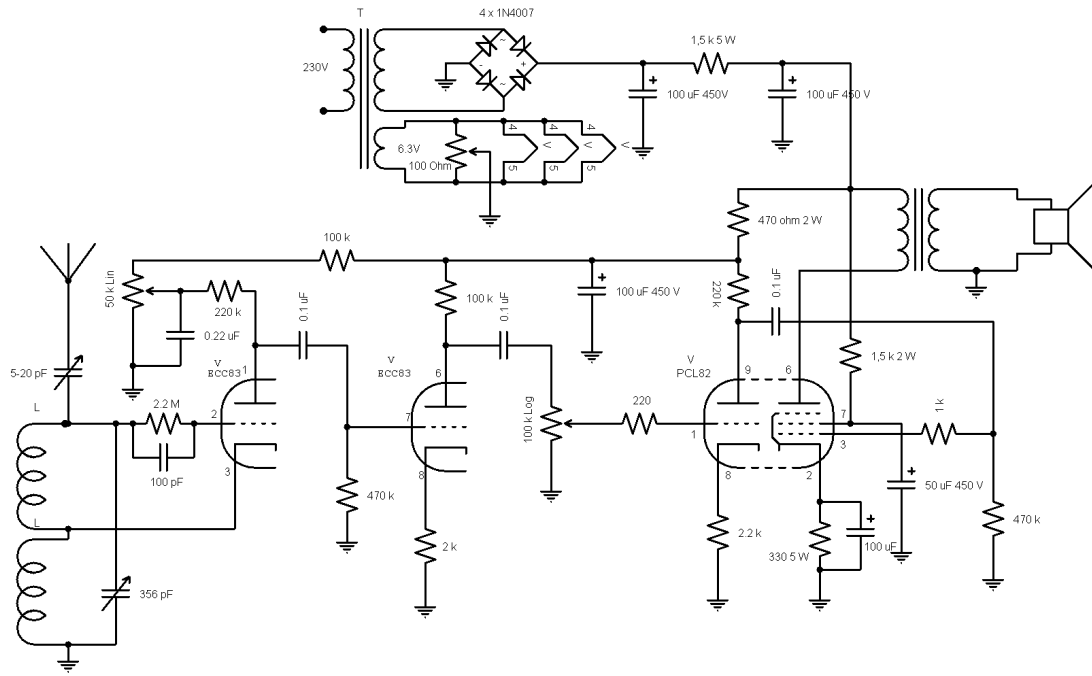 T
4 x 1N4007
230V
~
-
+
~
1,5 k 5 W
+
100 uF 450V
+
100 uF 450 V
6.3V
100 Ohm
4
5
V
4
5
V
4
5
V
470 ohm 2 W
100 k
50 k Lin
220 k
0.22 uF
0.1 uF
100 k
0.1 uF
+
100 uF 450 V
220 k
0.1 uF
5-20 pF
V
ECC83
1
V
ECC83
6
V
PCL82
9
6
1,5 k 2 W
L
2.2 M
2
100 pF
3
7
8
100 k Log
220
1
8
2
7
3
1 k
+
50 uF 450 V
L
470 k
2 k
2.2 k
330 5 W
+
100 uF
470 k
356 pF